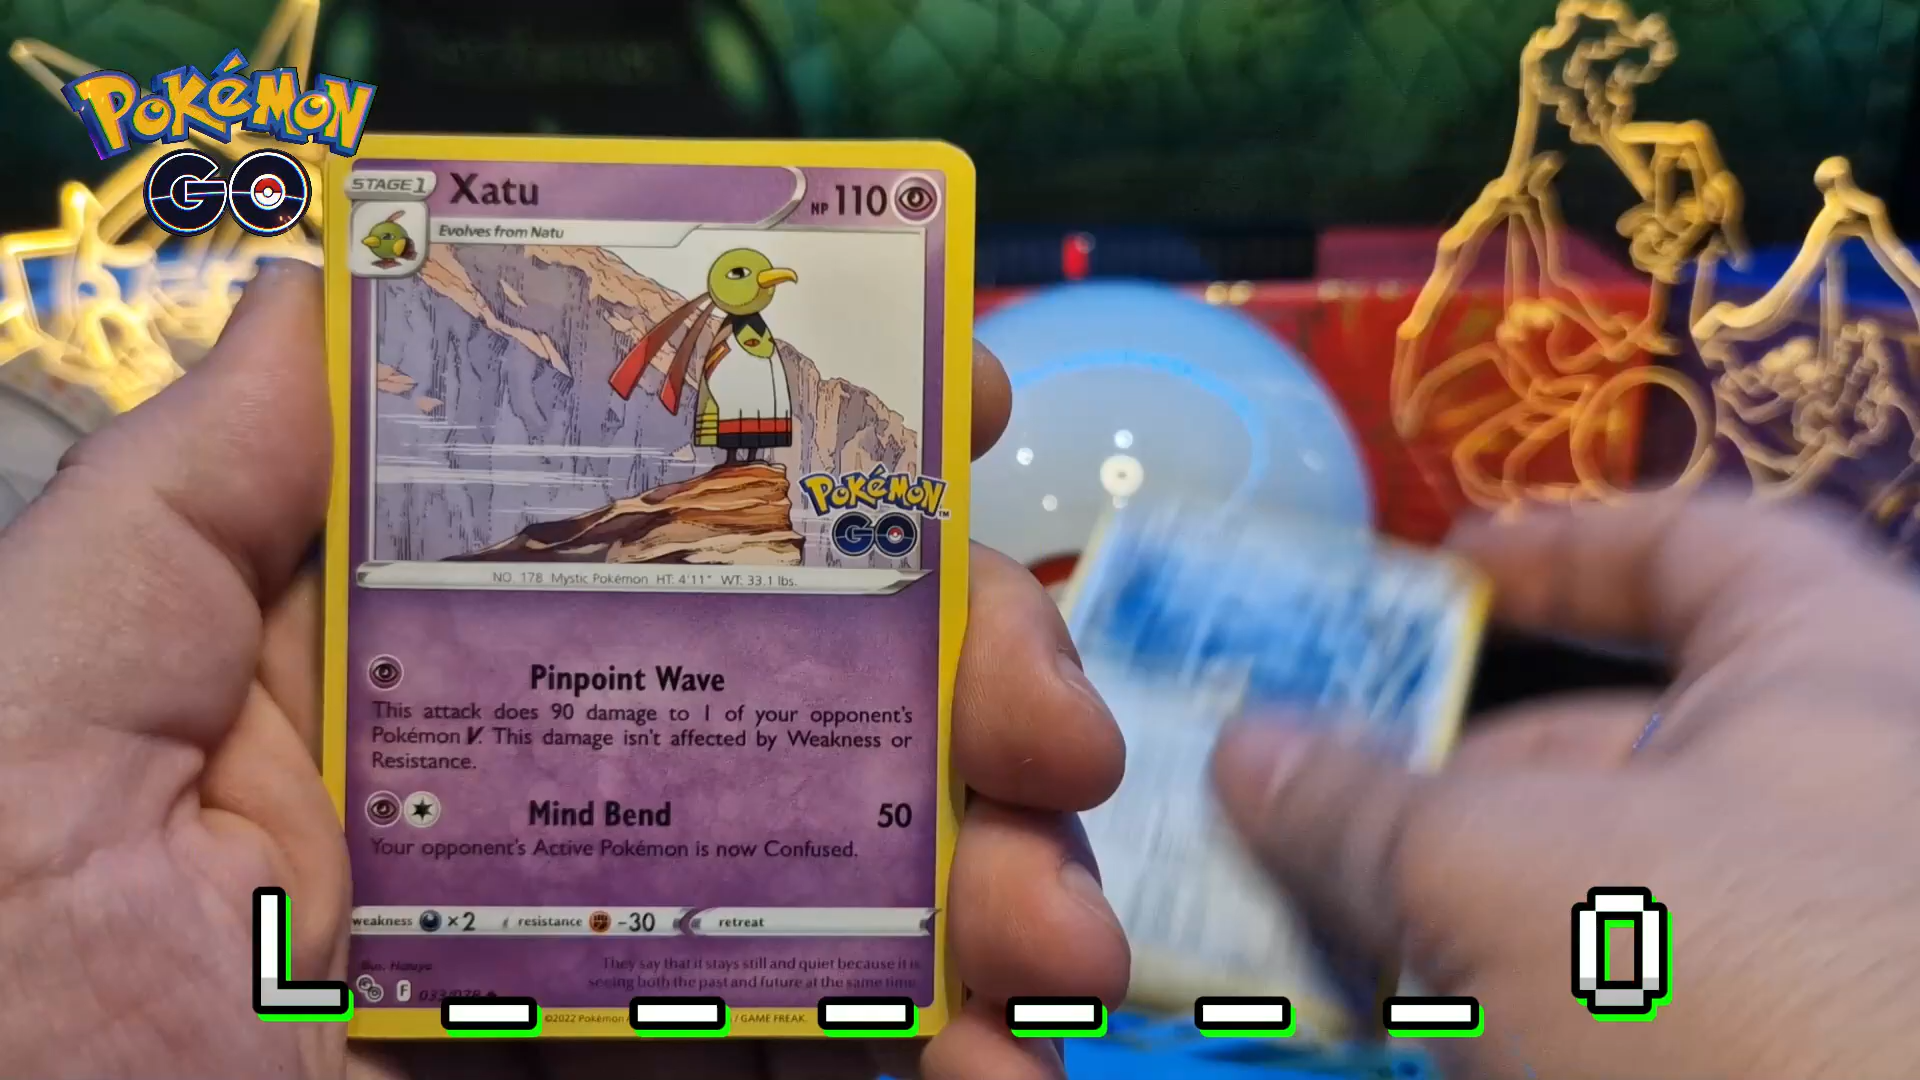 POKÉMON
GO
STAGE 1
Xatu
HP 110
Evolves from Natu
POKÉMON™
GO
NO. 178 Mystic Pokémon HT: 4'11" WT: 33.1 lbs.
Pinpoint Wave
This attack does 90 damage to 1 of your opponent's
Pokémon V. This damage isn't affected by Weakness or
Resistance.
Mind Bend 50
Your opponent's Active Pokémon is now Confused.
weakness ×2 resistance -30 retreat
They say that it stays still and quiet because it is
seeing both the past and future at the same time.
F 033/078
L _ _ _ _ _ _ O
©2022 Pokémon / GAME FREAK.